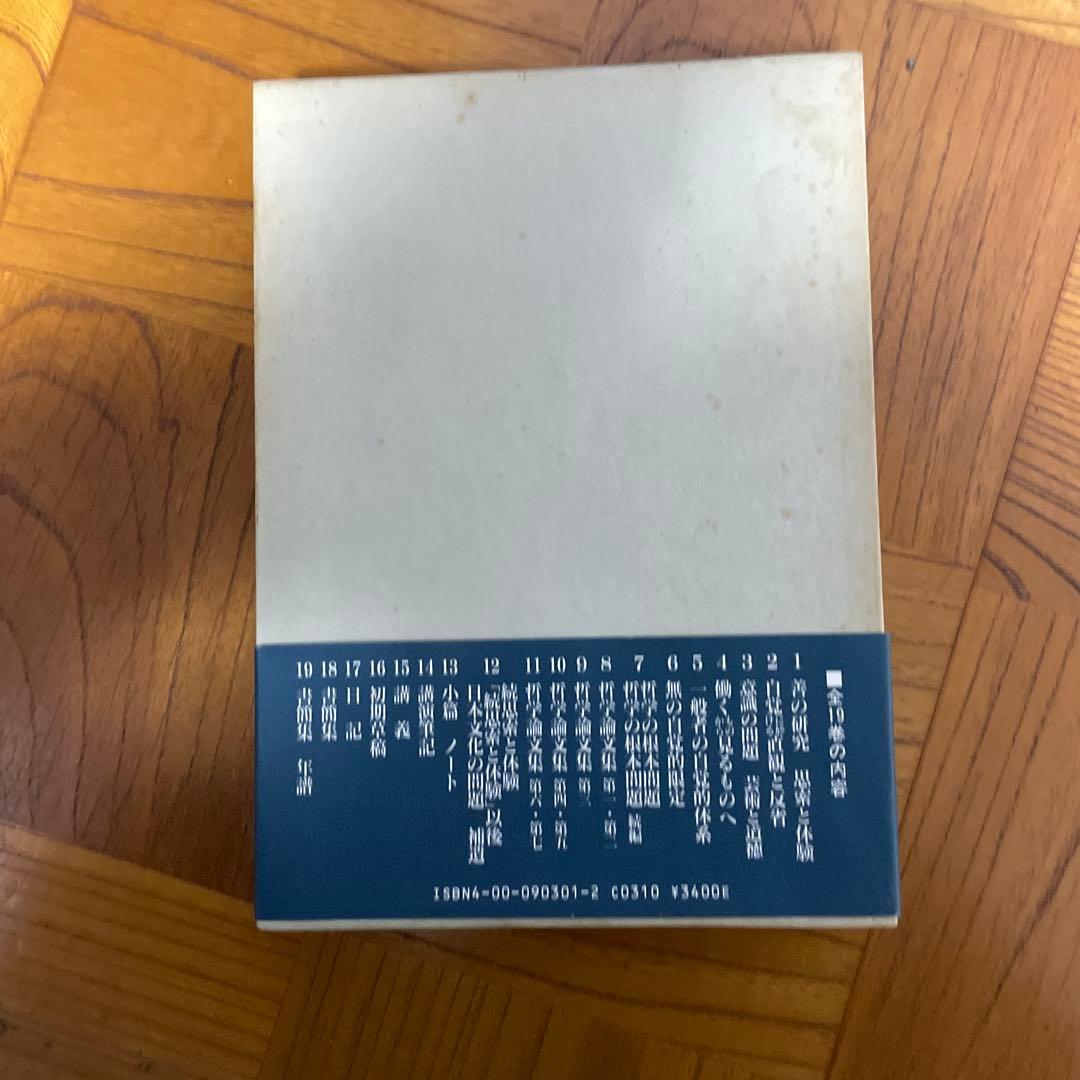 ■全19巻の内容
1 善の研究 思索と体験
2 自覚に於ける直観と反省
3 意識の問題 芸術と道徳
4 働くものから見るものへ
5 一般者の自覚的体系
6 無の自覚的限定
7 哲学の根本問題
哲学の根本問題 続編
8 哲学論文集 第一・第二
9 哲学論文集 第三
10 哲学論文集 第四・第五
11 哲学論文集 第六・第七
12 続思索と体験
『続思索と体験』以後
日本文化の問題 補遺
13 小篇 ノート
14 講演筆記
15 講義
16 初期草稿
17 日記
18 書簡集
19 書簡集 年譜
ISBN4-00-090301-2 C0310 ¥3400E